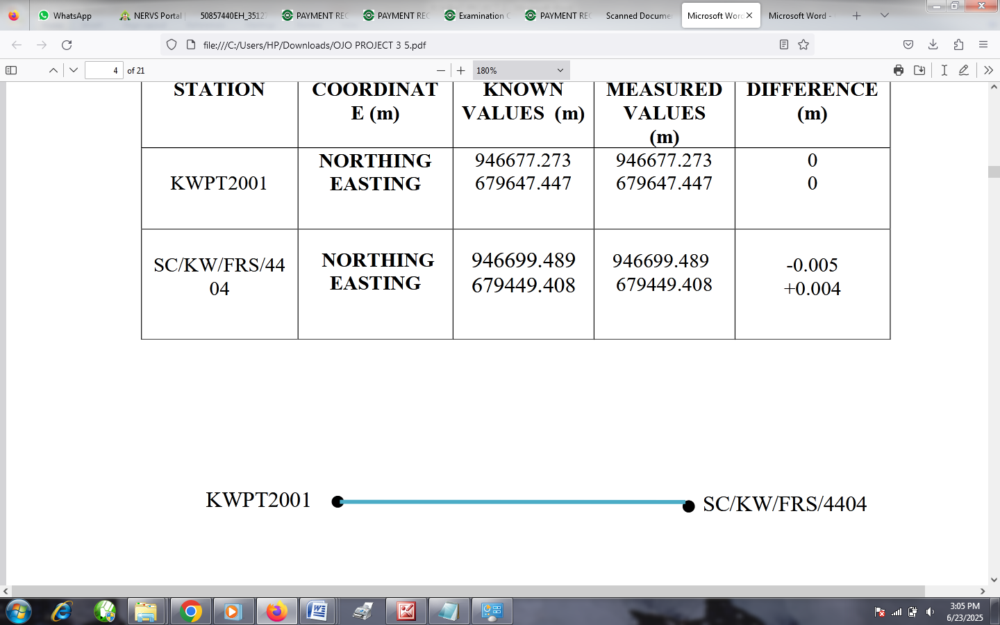 WhatsApp
NERVS Portal
50857440EH_3512
PAYMENT REC
PAYMENT REC
Examination C
PAYMENT REC
Scanned Docume
Microsoft Word
Microsoft Word -
file:///C:/Users/HP/Downloads/OJO PROJECT 3 5.pdf
4 of 21
180%
STATION
COORDINAT
E (m)
KNOWN
VALUES (m)
MEASURED
VALUES
(m)
DIFFERENCE
(m)
KWPT2001
NORTHING
EASTING
946677.273
679647.447
946677.273
679647.447
0
0
SC/KW/FRS/44
04
NORTHING
EASTING
946699.489
679449.408
946699.489
679449.408
-0.005
+0.004
KWPT2001
SC/KW/FRS/4404
3:05 PM
6/23/2025